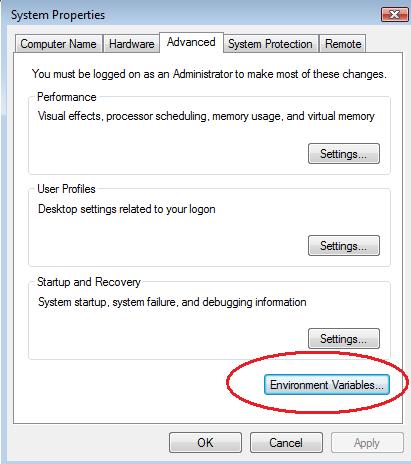 System Properties
Computer Name Hardware Advanced System Protection Remote
You must be logged on as an Administrator to make most of these changes.
Performance
Visual effects, processor scheduling, memory usage, and virtual memory
Settings...
User Profiles
Desktop settings related to your logon
Settings...
Startup and Recovery
System startup, system failure, and debugging information
Settings...
Environment Variables...
OK Cancel Apply